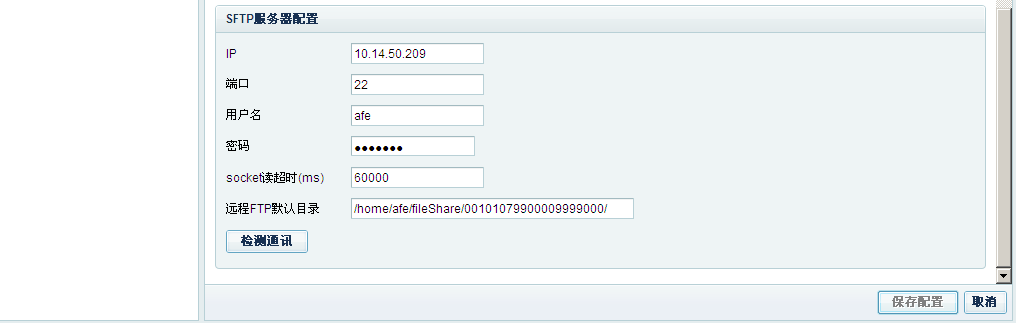 SFTP服务器配置
IP 10.14.50.209
端口 22
用户名 afe
密码 •••••••
socket读超时(ms) 60000
远程FTP默认目录 /home/afe/fileShare/00101079900009999000/
检测通讯
保存配置 取消